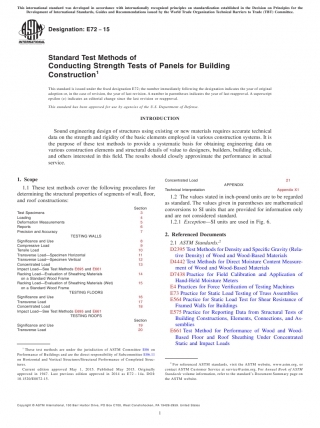 This international standard was developed in accordance with internationally recognized principles on standardization established in the Decision on Principles for the
Development of International Standards, Guides and Recommendations issued by the World Trade Organization Technical Barriers to Trade (TBT) Committee.
Designation: E72 − 15
Standard Test Methods of
Conducting Strength Tests of Panels for Building
Construction1
This standard is issued under the fixed designation E72; the number immediately following the designation indicates the year of original
adoption or, in the case of revision, the year of last revision. A number in parentheses indicates the year of last reapproval. A superscript
epsilon (ε) indicates an editorial change since the last revision or reapproval.
This standard has been approved for use by agencies of the U.S. Department of Defense.
INTRODUCTION
Sound engineering design of structures using existing or new materials requires accurate technical
data on the strength and rigidity of the basic elements employed in various construction systems. It is
the purpose of these test methods to provide a systematic basis for obtaining engineering data on
various construction elements and structural details of value to designers, builders, building officials,
and others interested in this field. The results should closely approximate the performance in actual
service.
1. Scope
1.1 These test methods cover the following procedures for
determining the structural properties of segments of wall, floor,
and roof constructions:
Section
Test Specimens 3
Loading 4
Deformation Measurements 5
Reports 6
Precision and Accuracy 7
TESTING WALLS
Significance and Use 8
Compressive Load 9
Tensile Load 10
Transverse Load—Specimen Horizontal 11
Transverse Load—Specimen Vertical 12
Concentrated Load 13
Impact Load—See Test Methods E695 and E661
Racking Load—Evaluation of Sheathing Materials
on a Standard Wood Frame 14
Racking Load—Evaluation of Sheathing Materials (Wet)
on a Standard Wood Frame 15
TESTING FLOORS
Significance and Use 16
Transverse Load 17
Concentrated Load 18
Impact Load—See Test Methods E695 and E661
TESTING ROOFS
Section
Significance and Use 19
Transverse Load 20
1 These test methods are under the jurisdiction of ASTM Committee E06 on
Performance of Buildings and are the direct responsibility of Subcommittee E06.11
on Horizontal and Vertical Structures/Structural Performance of Completed Struc-
tures.
Current edition approved May 1, 2015. Published May 2015. Originally
approved in 1947. Last previous edition approved in 2014 as E72 – 14a. DOI:
10.1520/E0072-15.
Concentrated Load 21
APPENDIX
Technical Interpretation Appendix X1
1.2 The values stated in inch-pound units are to be regarded
as standard. The values given in parentheses are mathematical
conversions to SI units that are provided for information only
and are not considered standard.
1.2.1 Exception—SI units are used in Fig. 6.
2. Referenced Documents
2.1 ASTM Standards:2
D2395 Test Methods for Density and Specific Gravity (Rela-
tive Density) of Wood and Wood-Based Materials
D4442 Test Methods for Direct Moisture Content Measure-
ment of Wood and Wood-Based Materials
D7438 Practice for Field Calibration and Application of
Hand-Held Moisture Meters
E4 Practices for Force Verification of Testing Machines
E73 Practice for Static Load Testing of Truss Assemblies
E564 Practice for Static Load Test for Shear Resistance of
Framed Walls for Buildings
E575 Practice for Reporting Data from Structural Tests of
Building Constructions, Elements, Connections, and As-
semblies
E661 Test Method for Performance of Wood and Wood-
Based Floor and Roof Sheathing Under Concentrated
Static and Impact Loads
2 For referenced ASTM standards, visit the ASTM website, www.astm.org, or
contact ASTM Customer Service at service@astm.org. For Annual Book of ASTM
Standards volume information, refer to the standard's Document Summary page on
the ASTM website.
Copyright © ASTM International, 100 Barr Harbor Drive, PO Box C700, West Conshohocken, PA 19428-2959. United States
1